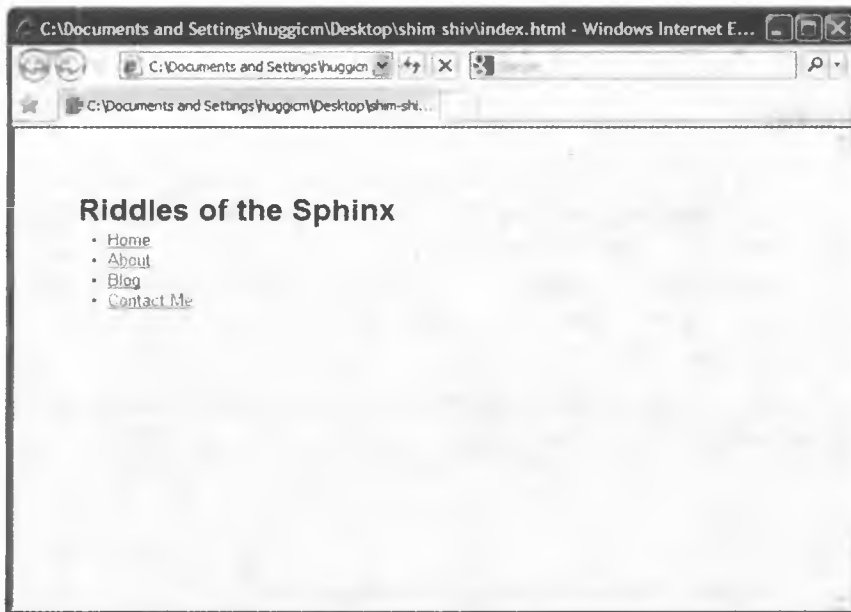 C:\Documents and Settings\huggicm\Desktop\shim shiv\index.html - Windows Internet E...
C:\Documents and Settings\huggicm
C:\Documents and Settings\huggicm\Desktop\shim-shi...
Riddles of the Sphinx
• Home
• About
• Blog
• Contact Me